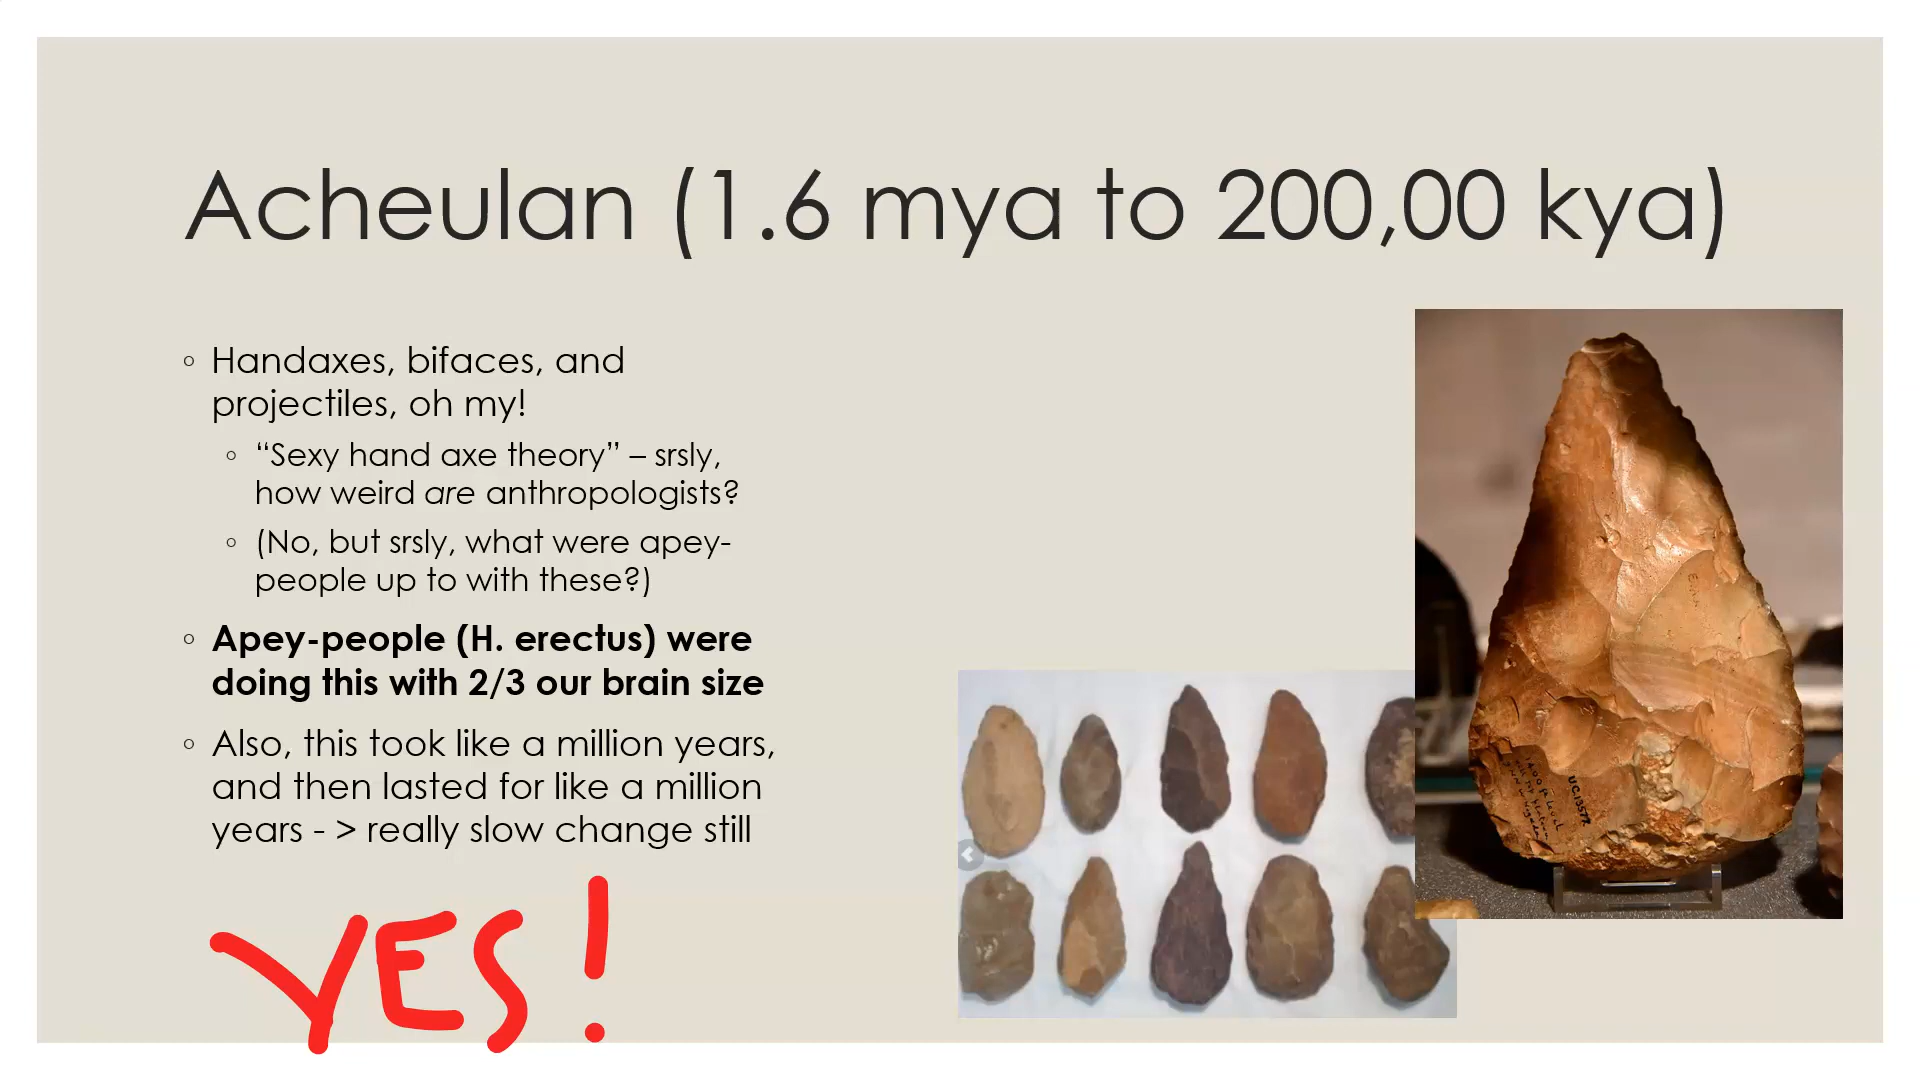 Acheulan (1.6 mya to 200,00 kya)
◦ Handaxes, bifaces, and
projectiles, oh my!
◦ “Sexy hand axe theory” – srsly,
how weird are anthropologists?
◦ (No, but srsly, what were apey-
people up to with these?)
◦ Apey-people (H. erectus) were
doing this with 2/3 our brain size
◦ Also, this took like a million years,
and then lasted for like a million
years - > really slow change still
YES!